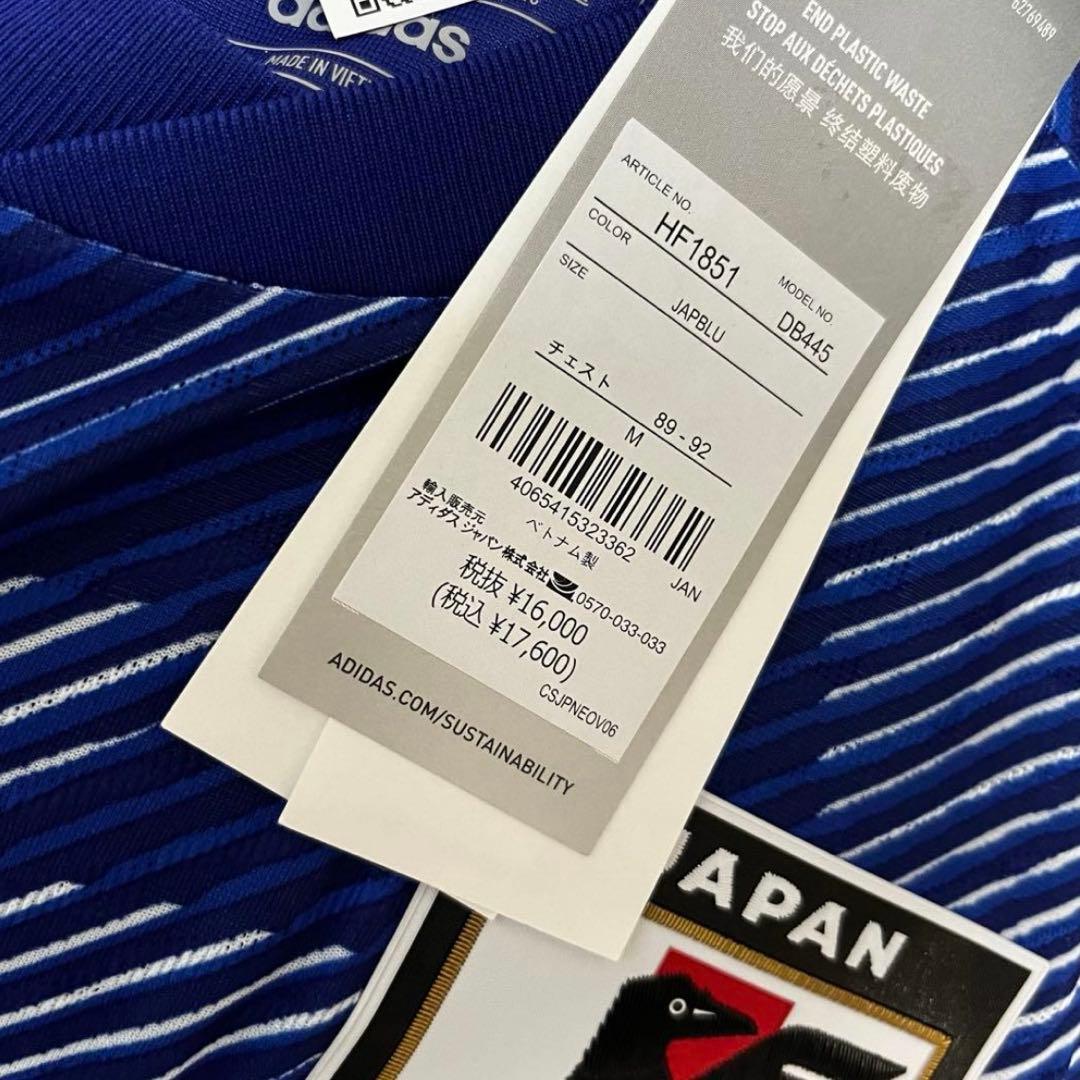 adidas
MADE IN VIET
62769489
END PLASTIC WASTE
STOP AUX DÉCHETS PLASTIQUES
我们的愿景 终结塑料废物
ARTICLE NO.
HF1851
MODEL NO.
DB445
COLOR
JAPBLU
SIZE
チェスト
89 - 92
M
4065415323362
JAN
輸入販売元
ベトナム製
アディダス ジャパン株式会社
0570-033-033
税抜 ¥16,000
(税込 ¥17,600)
CSJPNEOV06
ADIDAS.COM/SUSTAINABILITY
JAPAN